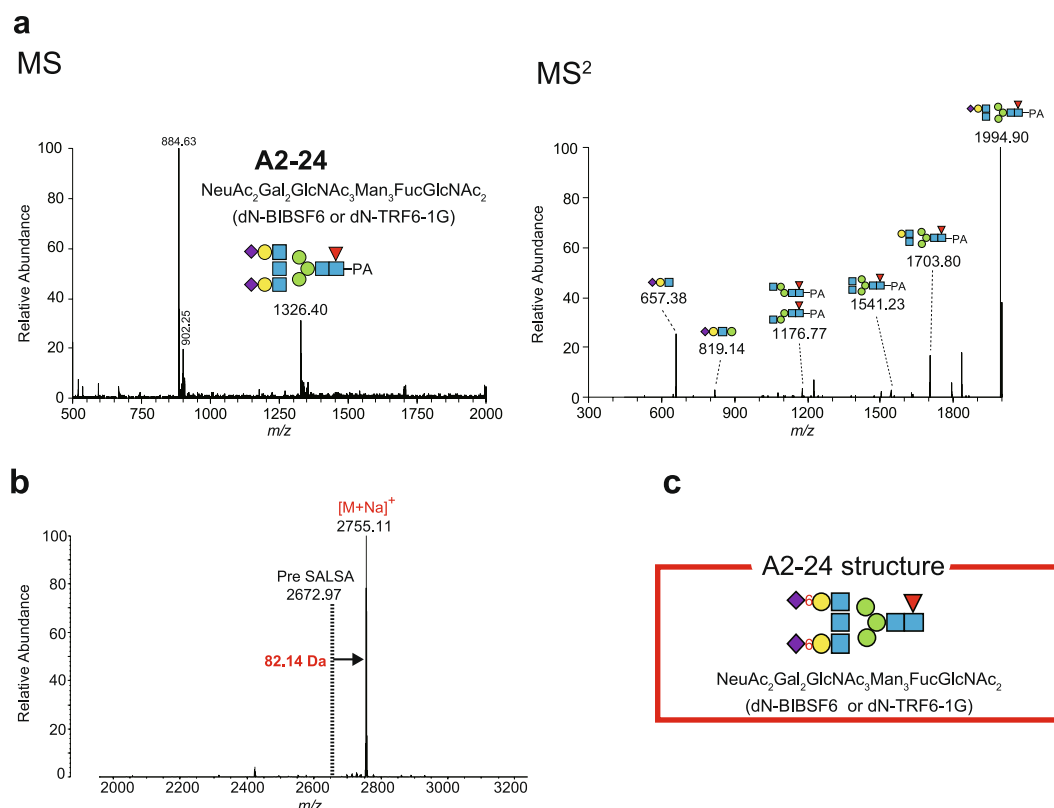 a
MS
MS²
Relative Abundance
100
80
60
40
20
0
500
750
1000
1250
1500
1750
2000
m/z
884.63
902.25
1326.40
A2-24
NeuAc₂Gal₂GlcNAc₃Man₃FucGlcNAc₂
(dN-BIBSF6 or dN-TRF6-1G)
PA
Relative Abundance
100
80
60
40
20
0
300
600
900
1200
1500
1800
m/z
657.38
819.14
PA
PA
1176.77
PA
1541.23
PA
1703.80
PA
1994.90
b
Relative Abundance
100
80
60
40
20
0
2000
2200
2400
2600
2800
3000
3200
m/z
[M+Na]⁺
2755.11
Pre SALSA
2672.97
82.14 Da
c
A2-24 structure
6
6
NeuAc₂Gal₂GlcNAc₃Man₃FucGlcNAc₂
(dN-BIBSF6 or dN-TRF6-1G)